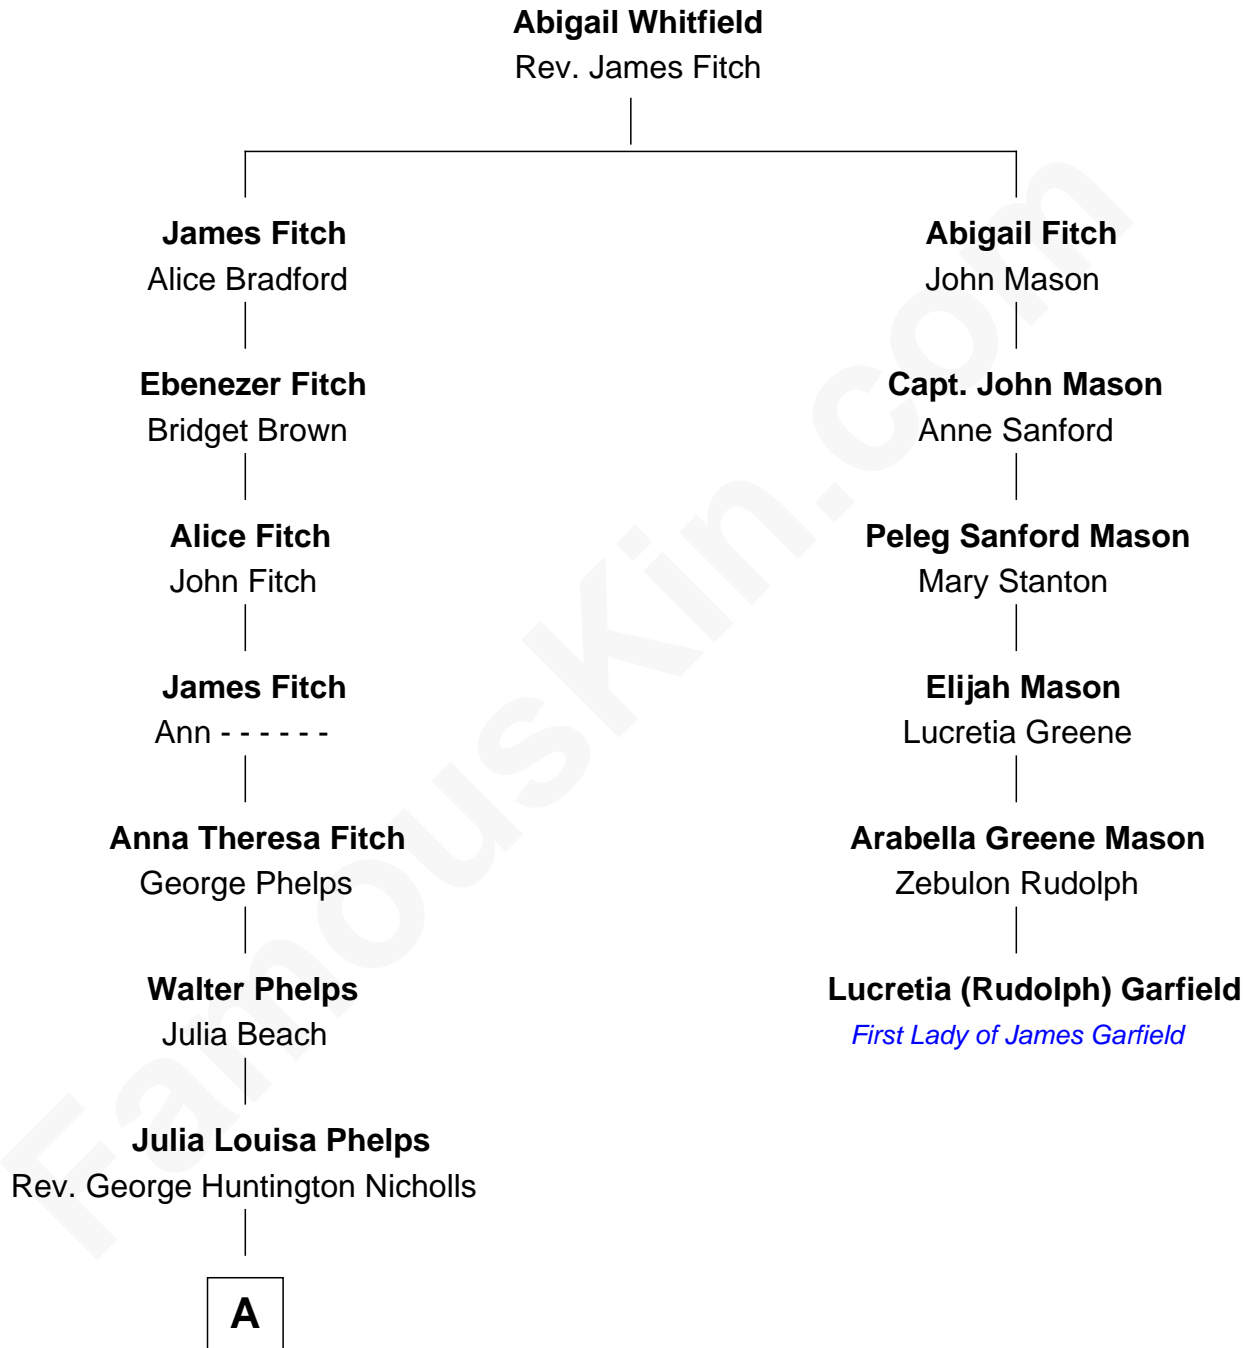 Abigail Whitfield
Rev. James Fitch
James Fitch
Alice Bradford
Abigail Fitch
John Mason
Ebenezer Fitch
Bridget Brown
Capt. John Mason
Anne Sanford
Alice Fitch
John Fitch
Peleg Sanford Mason
Mary Stanton
James Fitch
Ann - - - - - -
Elijah Mason
Lucretia Greene
Anna Theresa Fitch
George Phelps
Arabella Greene Mason
Zebulon Rudolph
Walter Phelps
Julia Beach
Lucretia (Rudolph) Garfield
First Lady of James Garfield
Julia Louisa Phelps
Rev. George Huntington Nicholls
A
FamousKin.com